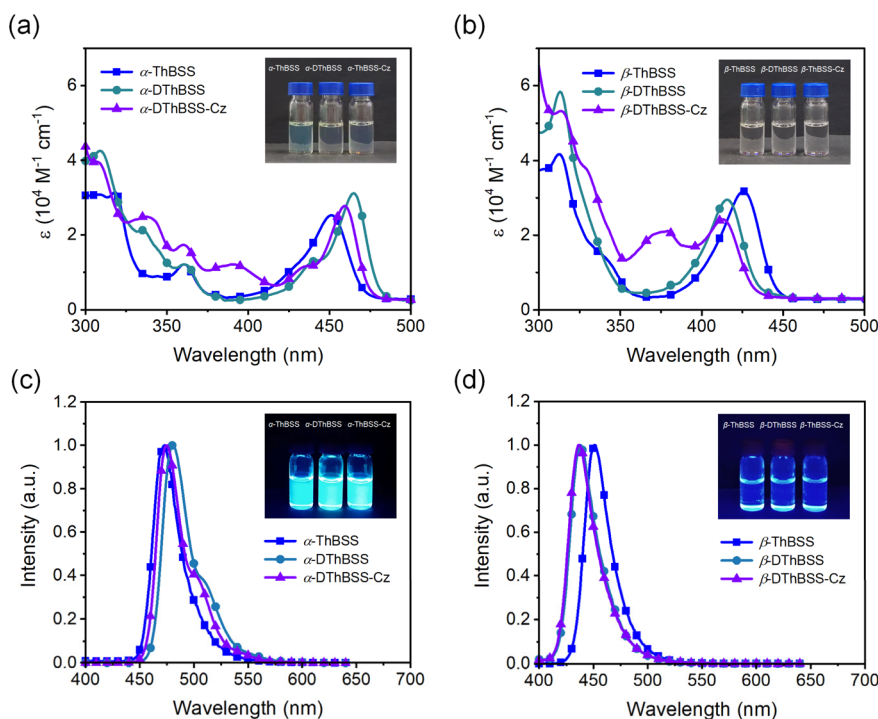 (a)
(b)
α-ThBSS
α-DThBSS
α-DThBSS-Cz
α-ThBSS α-DThBSS α-ThBSS-Cz
β-ThBSS
β-DThBSS
β-DThBSS-Cz
β-ThBSS β-DThBSS β-ThBSS-Cz
ε (10⁴ M⁻¹ cm⁻¹)
6
4
2
0
300 350 400 450 500
Wavelength (nm)
ε (10⁴ M⁻¹ cm⁻¹)
6
4
2
0
300 350 400 450 500
Wavelength (nm)
(c)
(d)
α-ThBSS α-DThBSS α-ThBSS-Cz
α-ThBSS
α-DThBSS
α-DThBSS-Cz
β-ThBSS β-DThBSS β-ThBSS-Cz
β-ThBSS
β-DThBSS
β-DThBSS-Cz
Intensity (a.u.)
1.2
1.0
0.8
0.6
0.4
0.2
0.0
400 450 500 550 600 650 700
Wavelength (nm)
Intensity (a.u.)
1.2
1.0
0.8
0.6
0.4
0.2
0.0
400 450 500 550 600 650 700
Wavelength (nm)